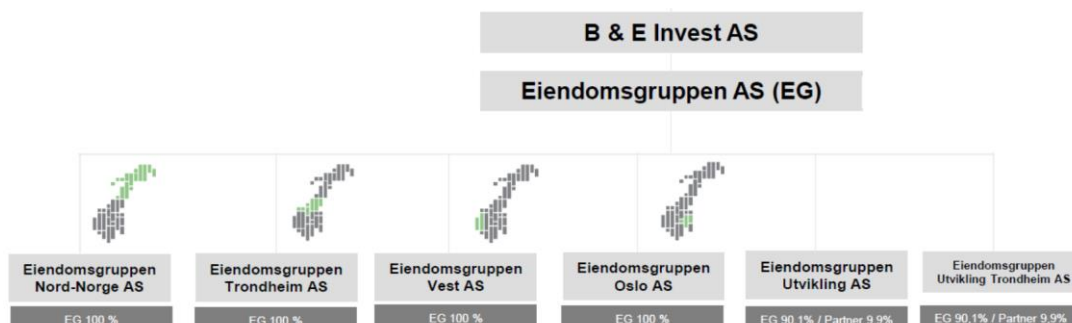 B & E Invest AS
Eiendomsgruppen AS (EG)
Eiendomsgruppen
Nord-Norge AS
EG 100 %
Eiendomsgruppen
Trondheim AS
EG 100 %
Eiendomsgruppen
Vest AS
EG 100 %
Eiendomsgruppen
Oslo AS
EG 100 %
Eiendomsgruppen
Utvikling AS
EG 90.1% / Partner 9.9%
Eiendomsgruppen
Utvikling Trondheim AS
EG 90.1% / Partner 9.9%